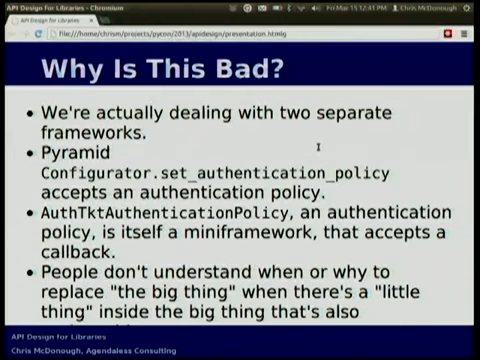 API Design for Libraries - Chromium
Fri Mar 15 12:41 PM
Chris McDonough
API Design for Libraries
file:///home/chrism/projects/pycon/2013/apidesign/presentation.html
Why Is This Bad?
• We're actually dealing with two separate
frameworks.
• Pyramid
Configurator.set_authentication_policy
accepts an authentication policy.
• AuthTktAuthenticationPolicy, an authentication
policy, is itself a miniframework, that accepts a
callback.
• People don't understand when or why to
replace "the big thing" when there's a "little
thing" inside the big thing that's also
API Design for Libraries
Chris McDonough, Agendaless Consulting